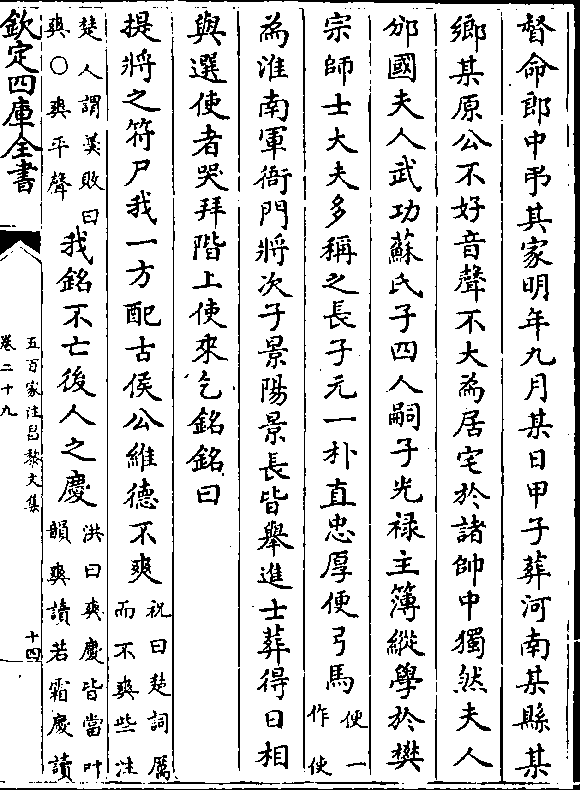 督命郎中弔其家明年九月某日甲子葬河南某縣某
鄉某原公不好音聲不大為居宅於諸帥中獨然夫人
邠國夫人武功蘇氏子四人嗣子光祿主簿縱學於樊
宗師士大夫多稱之長子元一朴直忠厚便弓馬便一作使
為淮南軍衙門將次子景陽景長皆舉進士葬得日相
與選使者哭拜階上使來乞銘銘曰
提將之符尸我一方配古侯公維德不爽祝曰楚詞厲而不爽些注
楚人謂羮敗曰爽○爽平聲我銘不亡後人之慶洪曰爽慶皆當叶韻爽讀若霜慶讀
欽定四庫全書
五百家注昌黎文集
卷二十九
十四